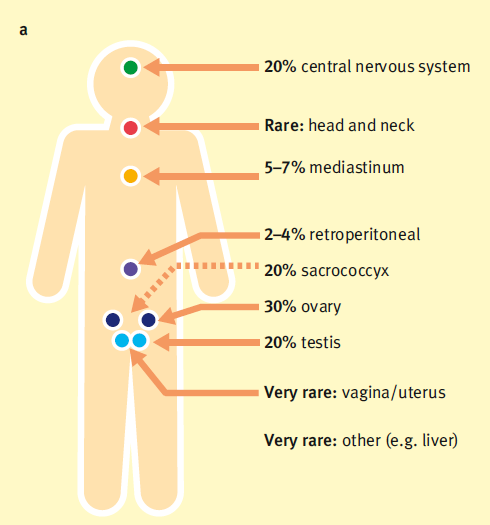 a
20% central nervous system
Rare: head and neck
5–7% mediastinum
2–4% retroperitoneal
20% sacrococcyx
30% ovary
20% testis
Very rare: vagina/uterus
Very rare: other (e.g. liver)